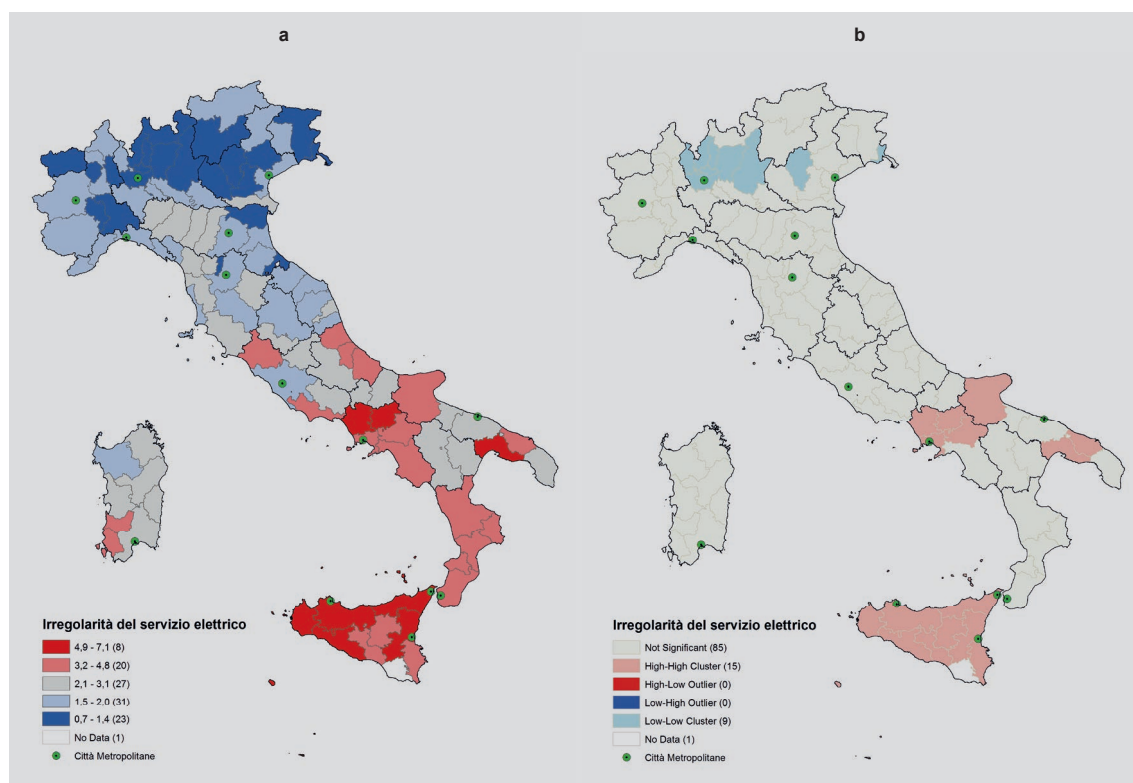 a
b
Irregolarità del servizio elettrico
4,9 - 7,1 (8)
3,2 - 4,8 (20)
2,1 - 3,1 (27)
1,5 - 2,0 (31)
0,7 - 1,4 (23)
No Data (1)
Città Metropolitane
Irregolarità del servizio elettrico
Not Significant (85)
High-High Cluster (15)
High-Low Outlier (0)
Low-High Outlier (0)
Low-Low Cluster (9)
No Data (1)
Città Metropolitane